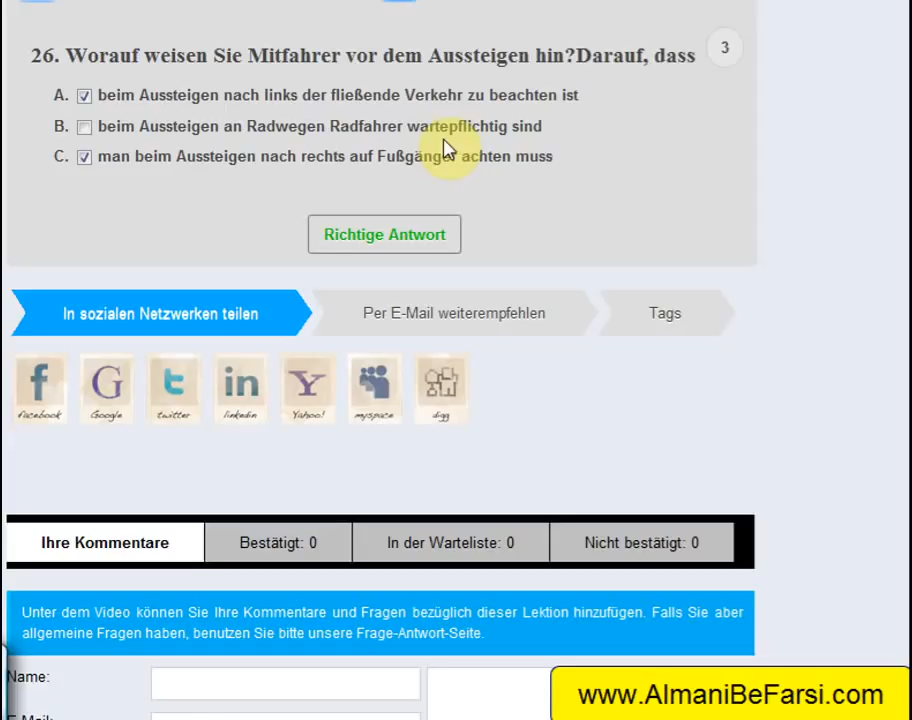 26. Worauf weisen Sie Mitfahrer vor dem Aussteigen hin?Darauf, dass
3
A. beim Aussteigen nach links der fließende Verkehr zu beachten ist
B. beim Aussteigen an Radwegen Radfahrer wartepflichtig sind
C. man beim Aussteigen nach rechts auf Fußgänger achten muss
Richtige Antwort
In sozialen Netzwerken teilen
Per E-Mail weiterempfehlen
Tags
facebook Google twitter linkedin Yahoo! myspace digg
Ihre Kommentare
Bestätigt: 0
In der Warteliste: 0
Nicht bestätigt: 0
Unter dem Video können Sie Ihre Kommentare und Fragen bezüglich dieser Lektion hinzufügen. Falls Sie aber
allgemeine Fragen haben, benutzen Sie bitte unsere Frage-Antwort-Seite.
Name:
www.AlmaniBeFarsi.com
E-Mail: